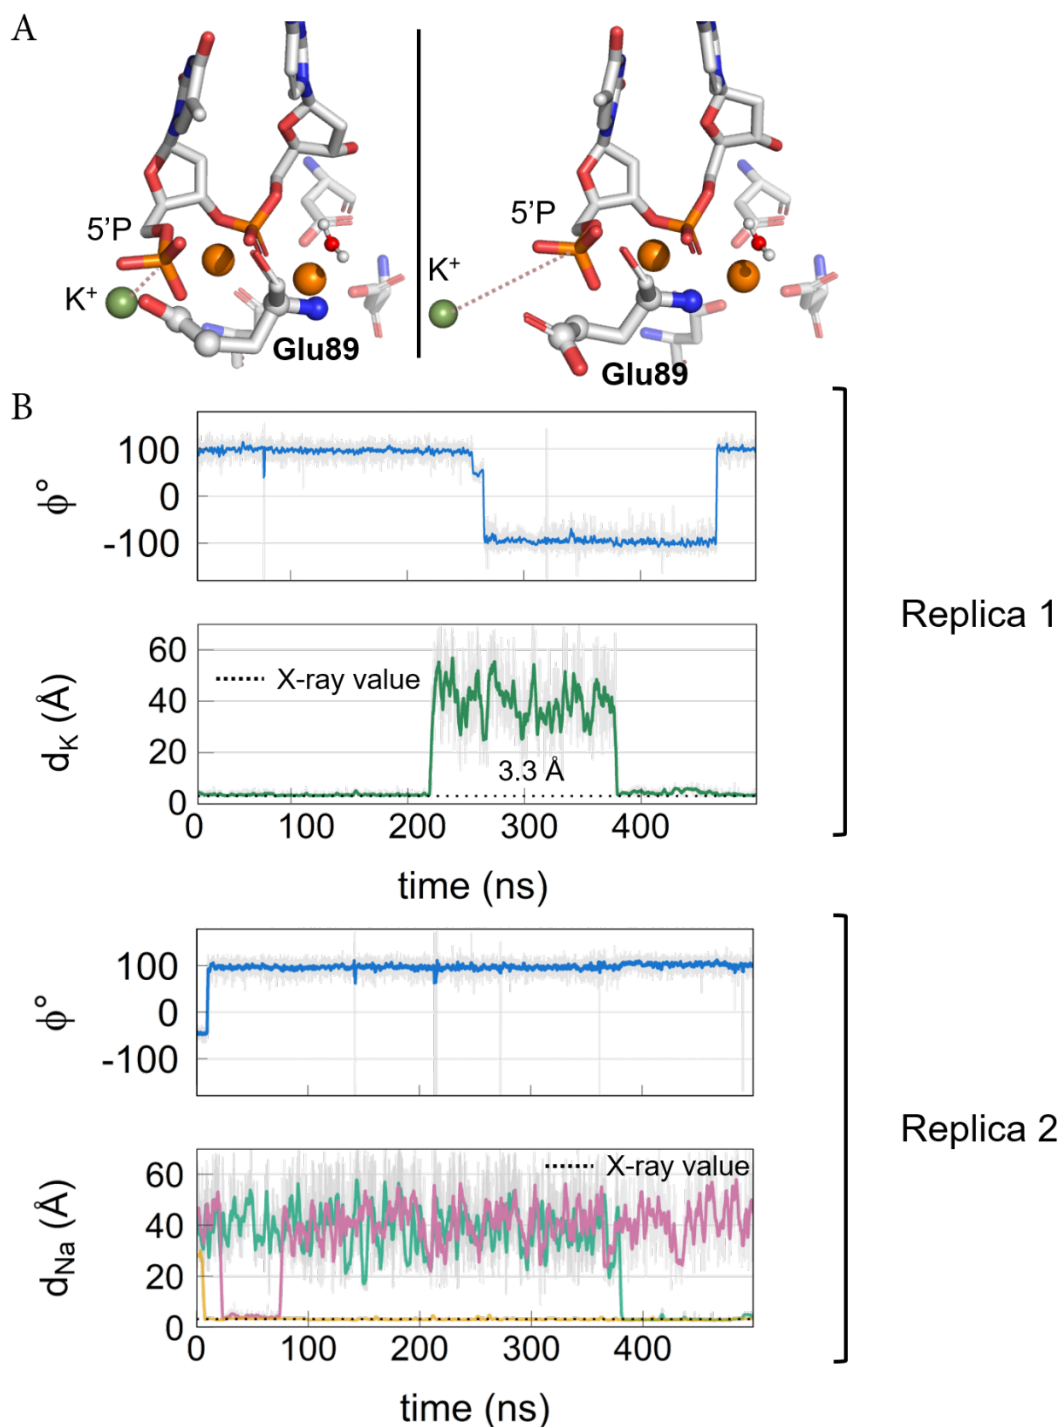 A
5'P
K⁺
Glu89
5'P
K⁺
Glu89
B
ϕ°
100
0
-100
d_K (Å)
60
40
20
0
X-ray value
3.3 Å
0 100 200 300 400
time (ns)
Replica 1
ϕ°
100
0
-100
d_Na (Å)
60
40
20
0
X-ray value
0 100 200 300 400
time (ns)
Replica 2